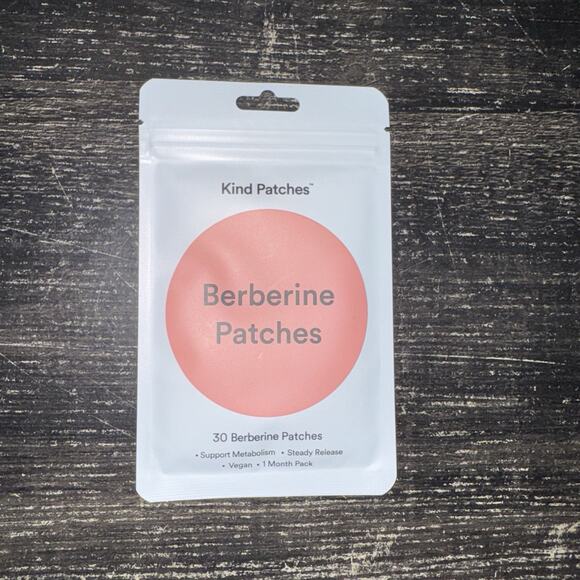 Kind Patches™
Berberine
Patches
30 Berberine Patches
• Support Metabolism • Steady Release
• Vegan • 1 Month Pack